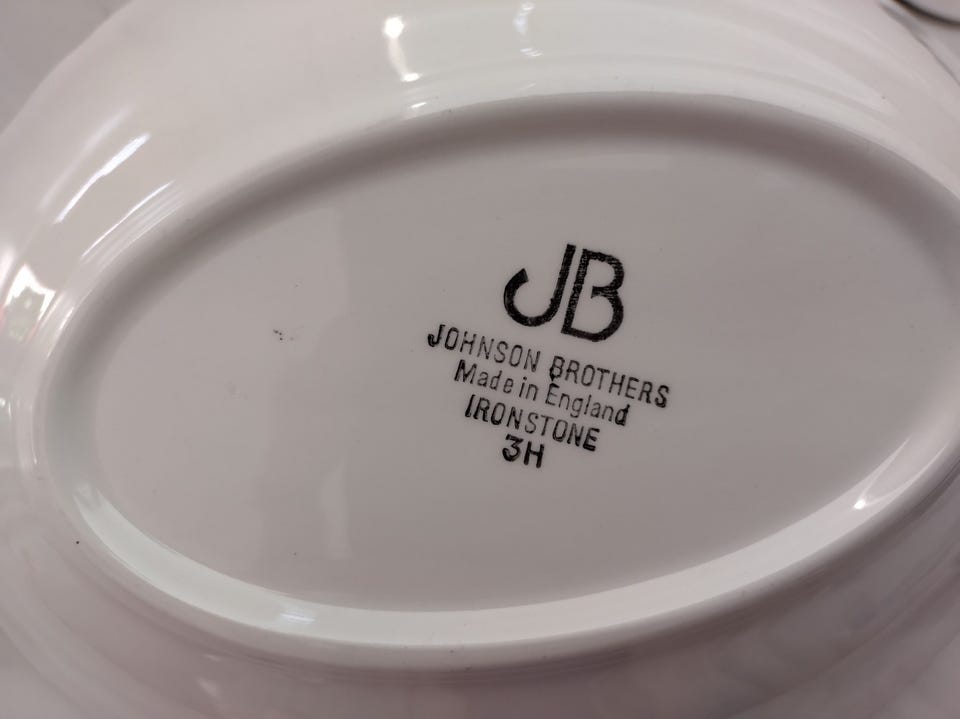 JB
JOHNSON BROTHERS
Made in England
IRONSTONE
3H